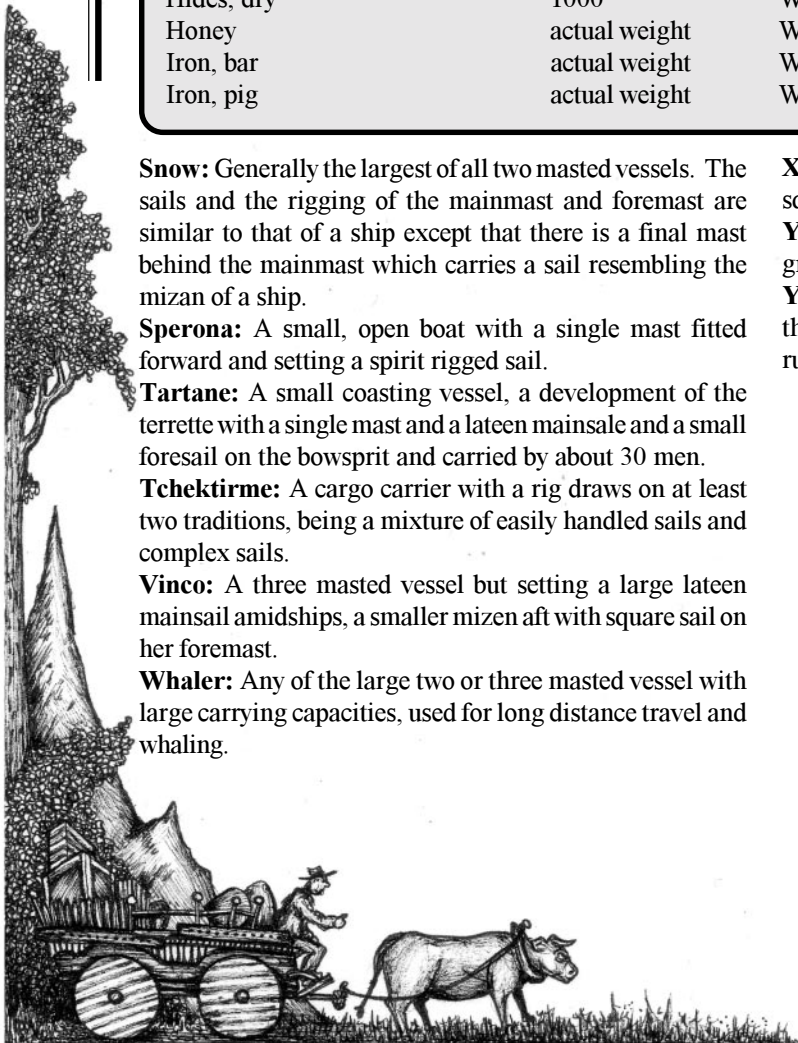 Hides, dry 1000
Honey actual weight
Iron, bar actual weight
Iron, pig actual weight
Snow: Generally the largest of all two masted vessels. The
sails and the rigging of the mainmast and foremast are
similar to that of a ship except that there is a final mast
behind the mainmast which carries a sail resembling the
mizan of a ship.
Sperona: A small, open boat with a single mast fitted
forward and setting a spirit rigged sail.
Tartane: A small coasting vessel, a development of the
terrette with a single mast and a lateen mainsale and a small
foresail on the bowsprit and carried by about 30 men.
Tchektirme: A cargo carrier with a rig draws on at least
two traditions, being a mixture of easily handled sails and
complex sails.
Vinco: A three masted vessel but setting a large lateen
mainsail amidships, a smaller mizen aft with square sail on
her foremast.
Whaler: Any of the large two or three masted vessel with
large carrying capacities, used for long distance travel and
whaling.